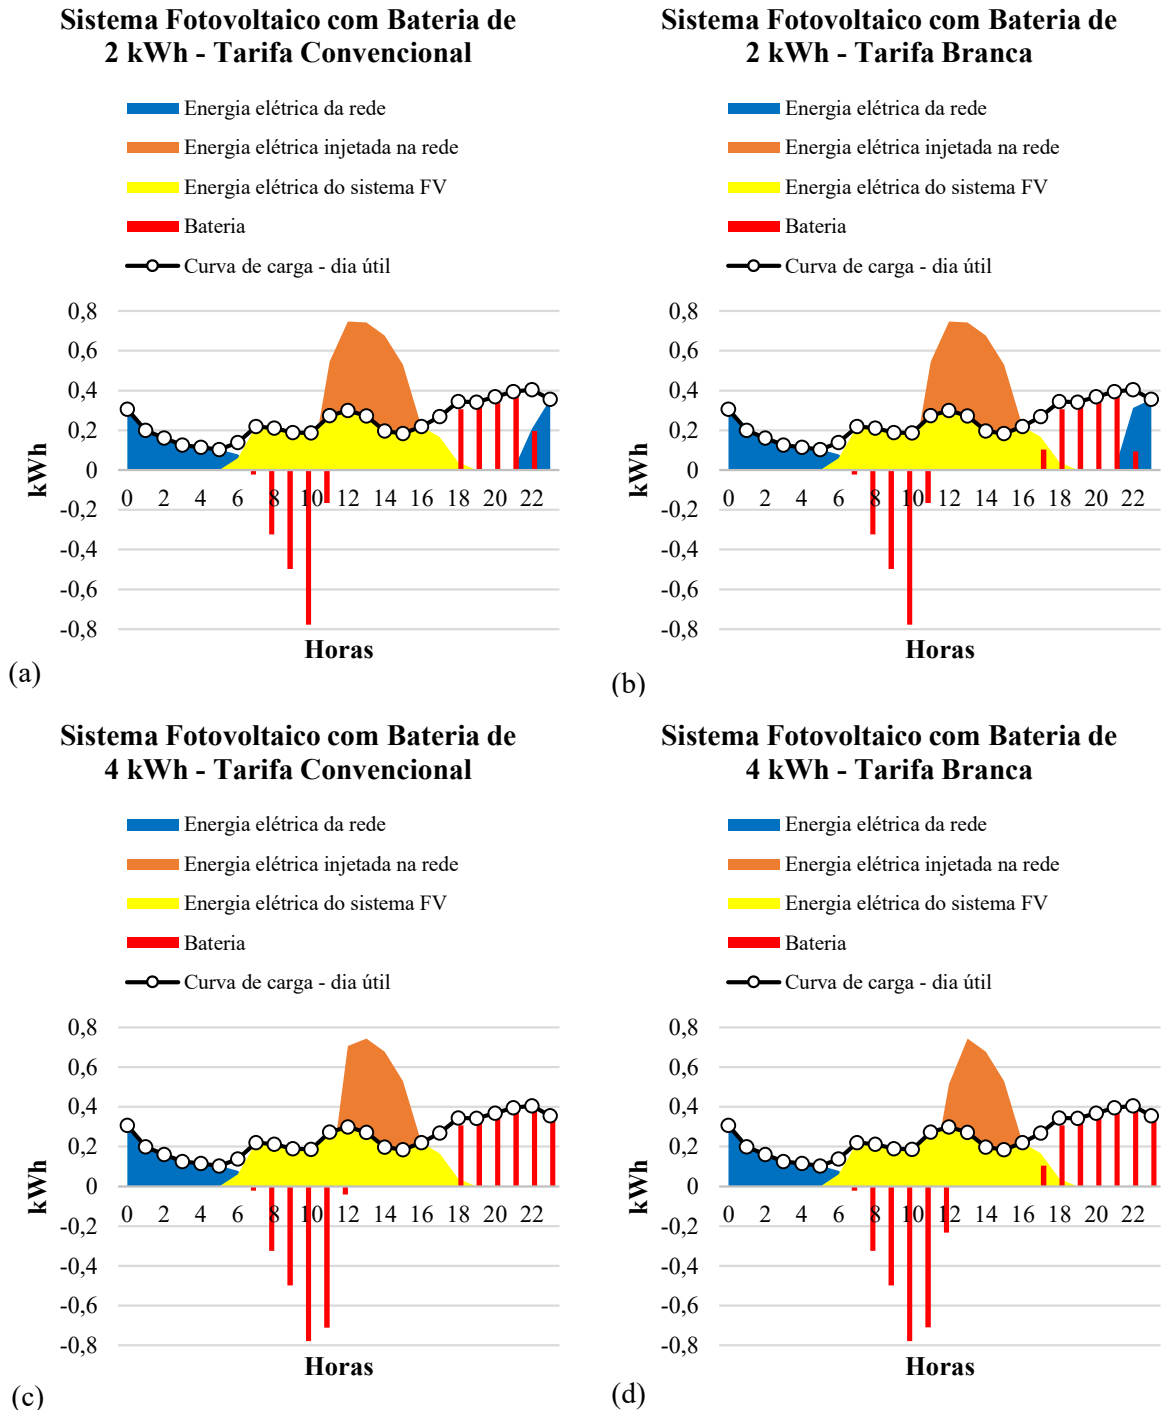 Sistema Fotovoltaico com Bateria de
2 kWh - Tarifa Convencional
Energia elétrica da rede
Energia elétrica injetada na rede
Energia elétrica do sistema FV
Bateria
Curva de carga - dia útil
0,8
0,6
0,4
0,2
0
-0,2
-0,4
-0,6
-0,8
kWh
0 2 4 6 8 10 12 14 16 18 20 22
Horas
(a)
Sistema Fotovoltaico com Bateria de
2 kWh - Tarifa Branca
Energia elétrica da rede
Energia elétrica injetada na rede
Energia elétrica do sistema FV
Bateria
Curva de carga - dia útil
0,8
0,6
0,4
0,2
0
-0,2
-0,4
-0,6
-0,8
kWh
0 2 4 6 8 10 12 14 16 18 20 22
Horas
(b)
Sistema Fotovoltaico com Bateria de
4 kWh - Tarifa Convencional
Energia elétrica da rede
Energia elétrica injetada na rede
Energia elétrica do sistema FV
Bateria
Curva de carga - dia útil
0,8
0,6
0,4
0,2
0
-0,2
-0,4
-0,6
-0,8
kWh
0 2 4 6 8 10 12 14 16 18 20 22
Horas
(c)
Sistema Fotovoltaico com Bateria de
4 kWh - Tarifa Branca
Energia elétrica da rede
Energia elétrica injetada na rede
Energia elétrica do sistema FV
Bateria
Curva de carga - dia útil
0,8
0,6
0,4
0,2
0
-0,2
-0,4
-0,6
-0,8
kWh
0 2 4 6 8 10 12 14 16 18 20 22
Horas
(d)